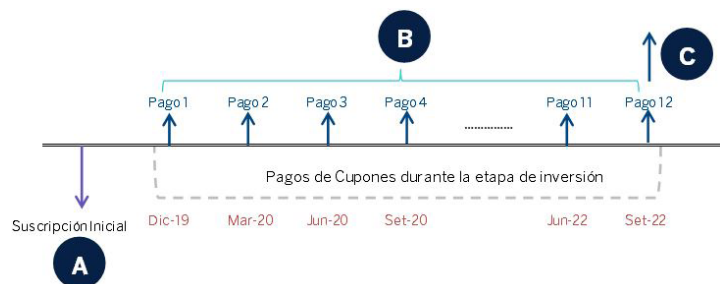 B
C
Pago 1 Pago 2 Pago 3 Pago 4 Pago 11 Pago 12
..............
Pagos de Cupones durante la etapa de inversión
Suscripción Inicial
Dic-19 Mar-20 Jun-20 Set-20 Jun-22 Set-22
A